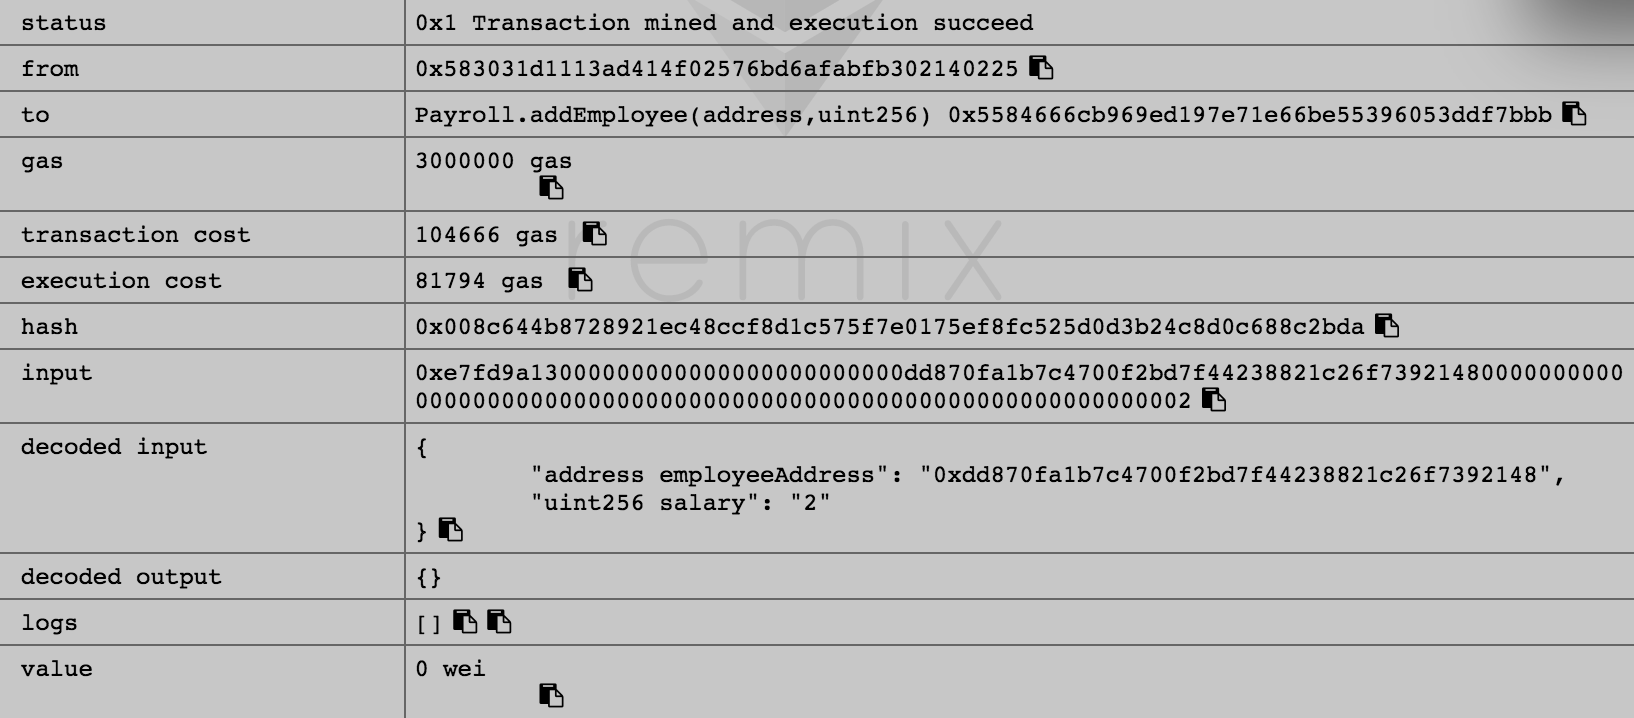 status 0x1 Transaction mined and execution succeed
from 0x583031d1113ad414f02576bd6afabfb302140225
to Payroll.addEmployee(address,uint256) 0x5584666cb969ed197e71e66be55396053ddf7bbb
gas 3000000 gas
transaction cost 104666 gas
remix
execution cost 81794 gas
hash 0x008c644b8728921ec48ccf8d1c575f7e0175ef8fc525d0d3b24c8d0c688c2bda
input 0xe7fd9a13000000000000000000000000dd870fa1b7c4700f2bd7f44238821c26f73921480000000000
000000000000000000000000000000000000000000000000000002
decoded input {
"address employeeAddress": "0xdd870fa1b7c4700f2bd7f44238821c26f7392148",
"uint256 salary": "2"
}
decoded output {}
logs []
value 0 wei